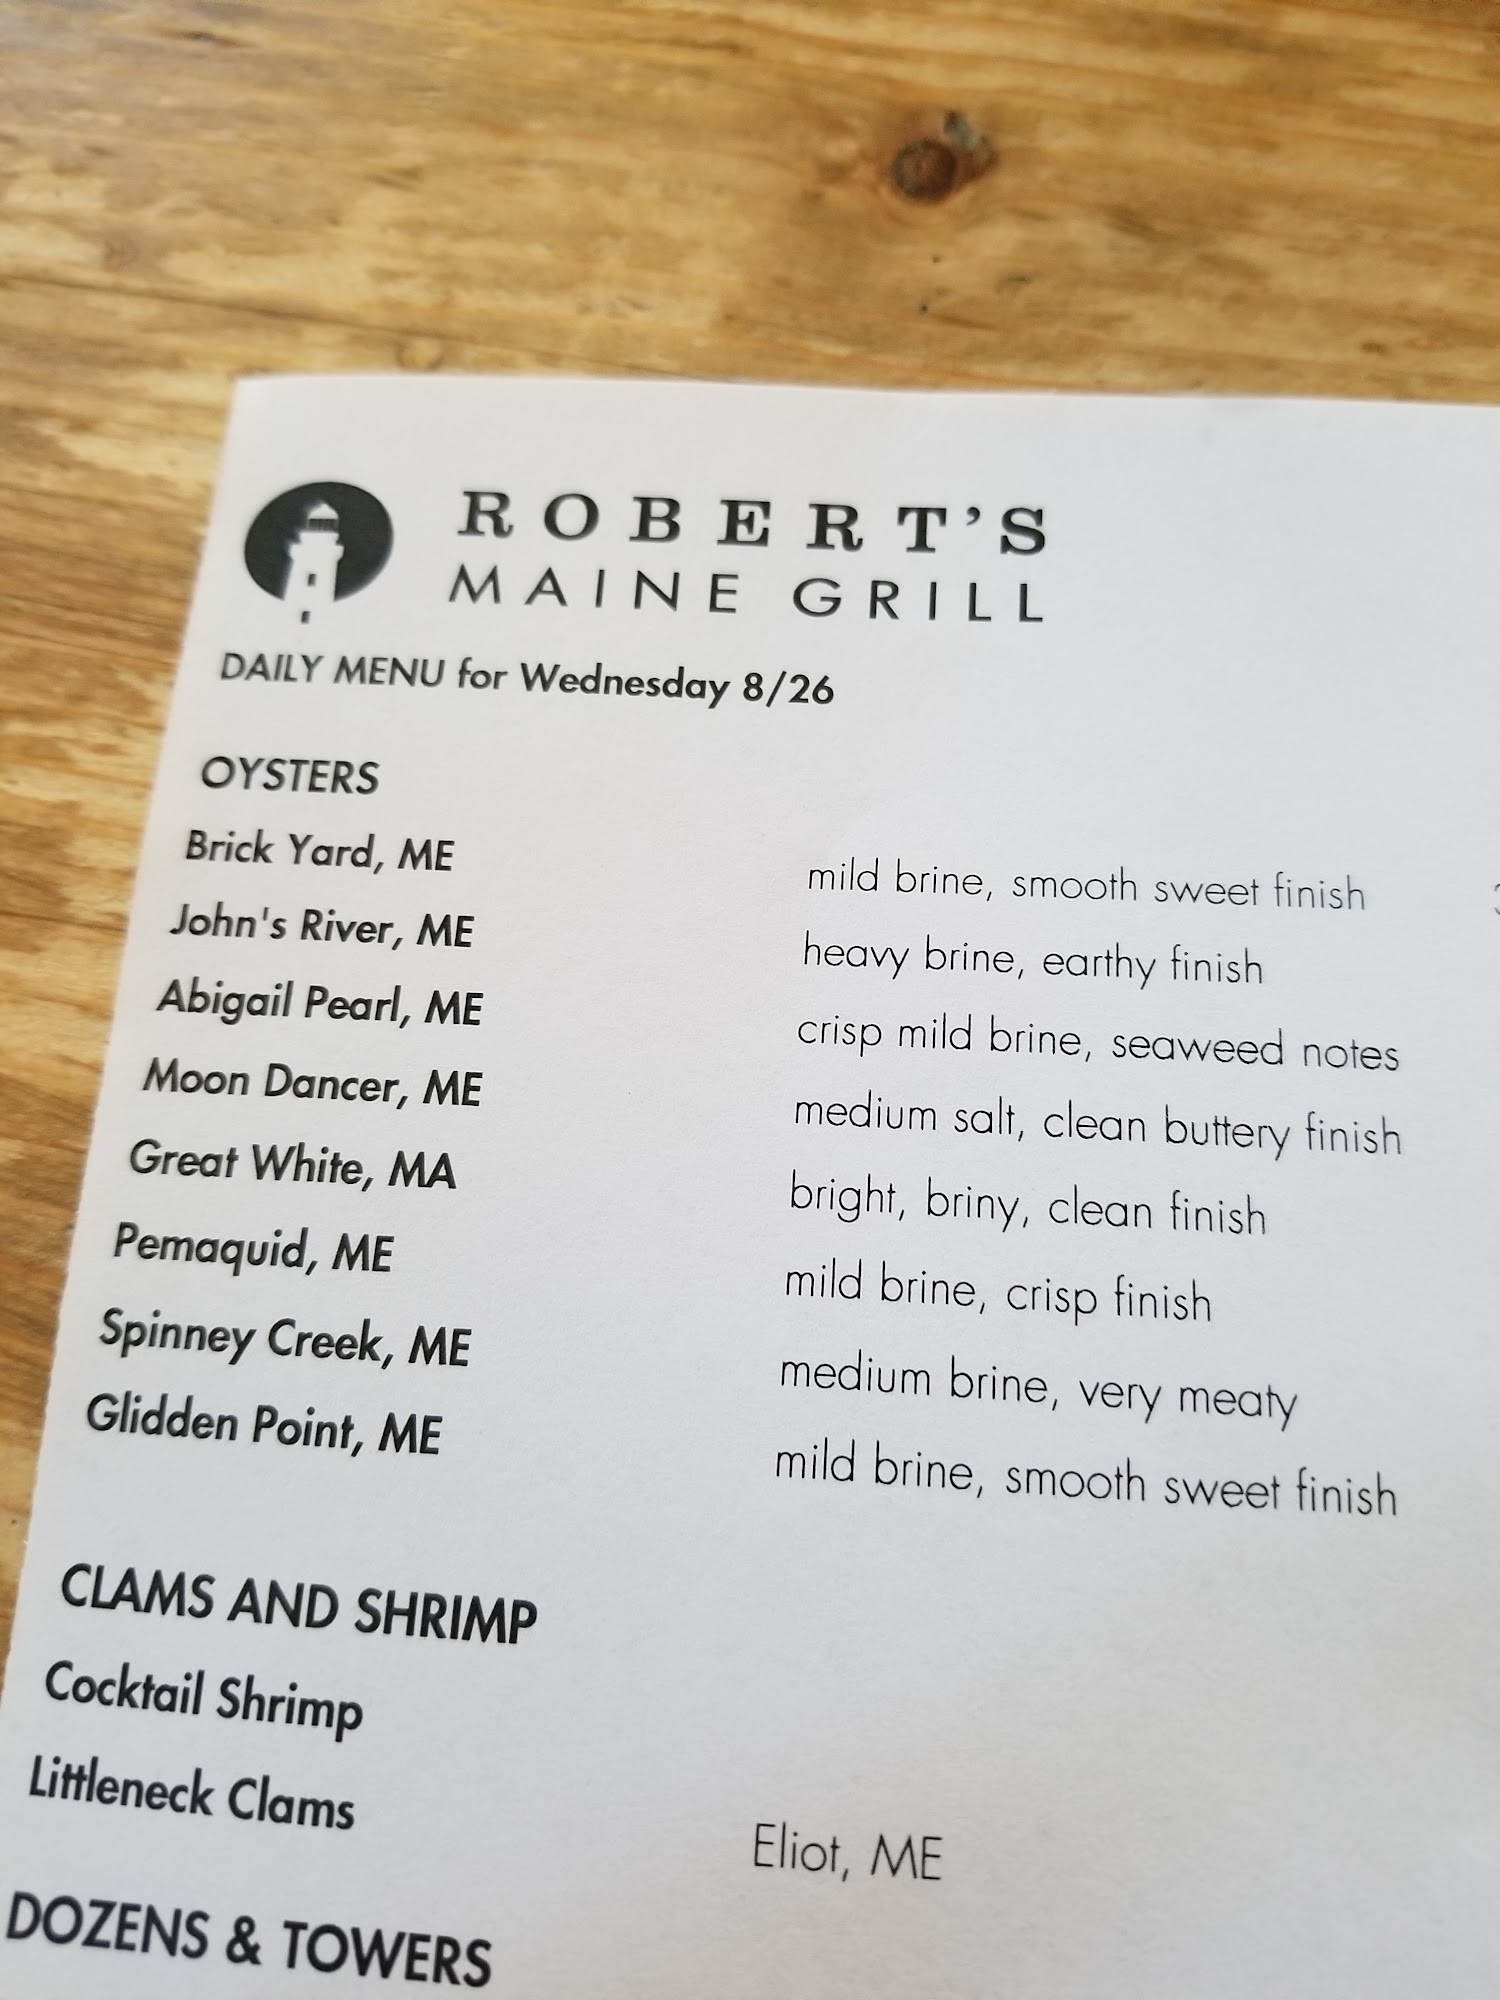 ROBERT'S
MAINE GRILL
DAILY MENU for Wednesday 8/26
OYSTERS
Brick Yard, ME mild brine, smooth sweet finish
John's River, ME heavy brine, earthy finish
Abigail Pearl, ME crisp mild brine, seaweed notes
Moon Dancer, ME medium salt, clean buttery finish
Great White, MA bright, briny, clean finish
Pemaquid, ME mild brine, crisp finish
Spinney Creek, ME medium brine, very meaty
Glidden Point, ME mild brine, smooth sweet finish
CLAMS AND SHRIMP
Cocktail Shrimp
Littleneck Clams Eliot, ME
DOZENS & TOWERS